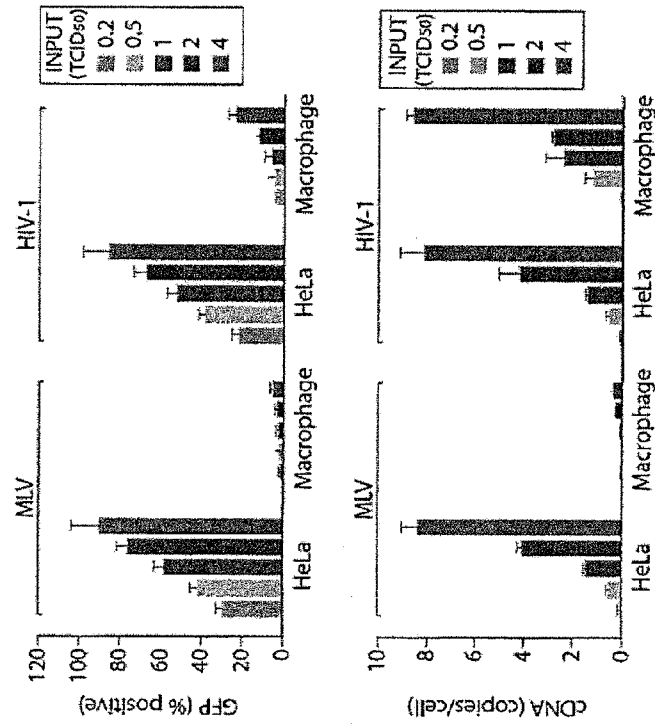 GFP (% positive)
120
100
80
60
40
20
0
MLV
HIV-1
HeLa
Macrophage
HeLa
Macrophage
INPUT
(TCID50)
0.2
0.5
1
2
4
cDNA (copies/cell)
10
8
6
4
2
0
MLV
HIV-1
HeLa
Macrophage
HeLa
Macrophage
INPUT
(TCID50)
0.2
0.5
1
2
4